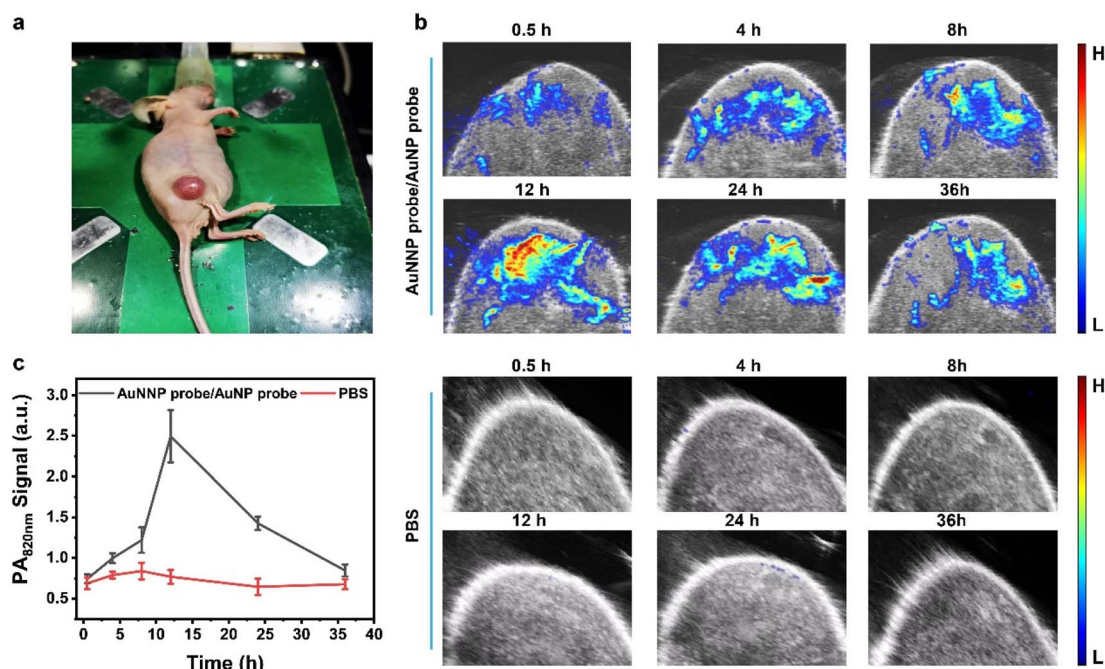 a
b
0.5 h
4 h
8h
H
AuNNP probe/AuNP probe
12 h
24 h
36h
L
c
AuNNP probe/AuNP probe
PBS
3.0
2.5
2.0
1.5
1.0
0.5
PA820nm Signal (a.u.)
0 5 10 15 20 25 30 35 40
Time (h)
0.5 h
4 h
8h
H
PBS
12 h
24 h
36h
L